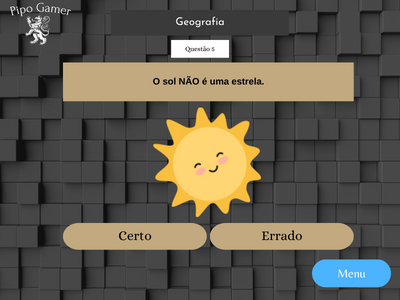 Pipo Gamer
Geografia
Questão 5
O sol NÃO é uma estrela.
Certo
Errado
Menu